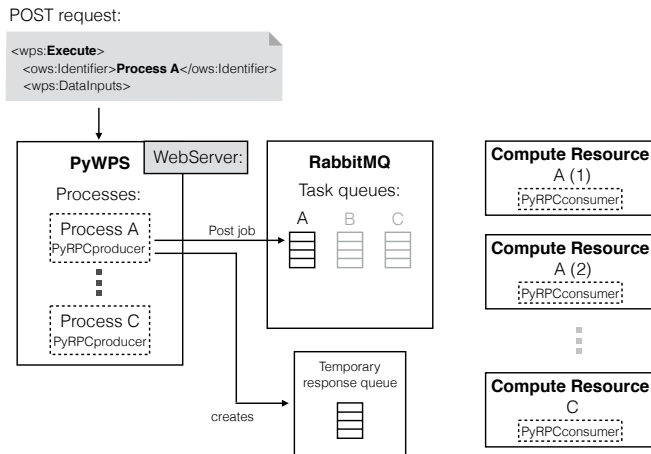 POST request:
<wps:Execute>
<ows:Identifier>Process A</ows:Identifier>
<wps:DataInputs>
PyWPS
WebServer:
Processes:
Process A
PyRPCproducer
Process C
PyRPCproducer
Post job
creates
RabbitMQ
Task queues:
A B C
Temporary
response queue
Compute Resource
A (1)
PyRPCconsumer
Compute Resource
A (2)
PyRPCconsumer
Compute Resource
C
PyRPCconsumer